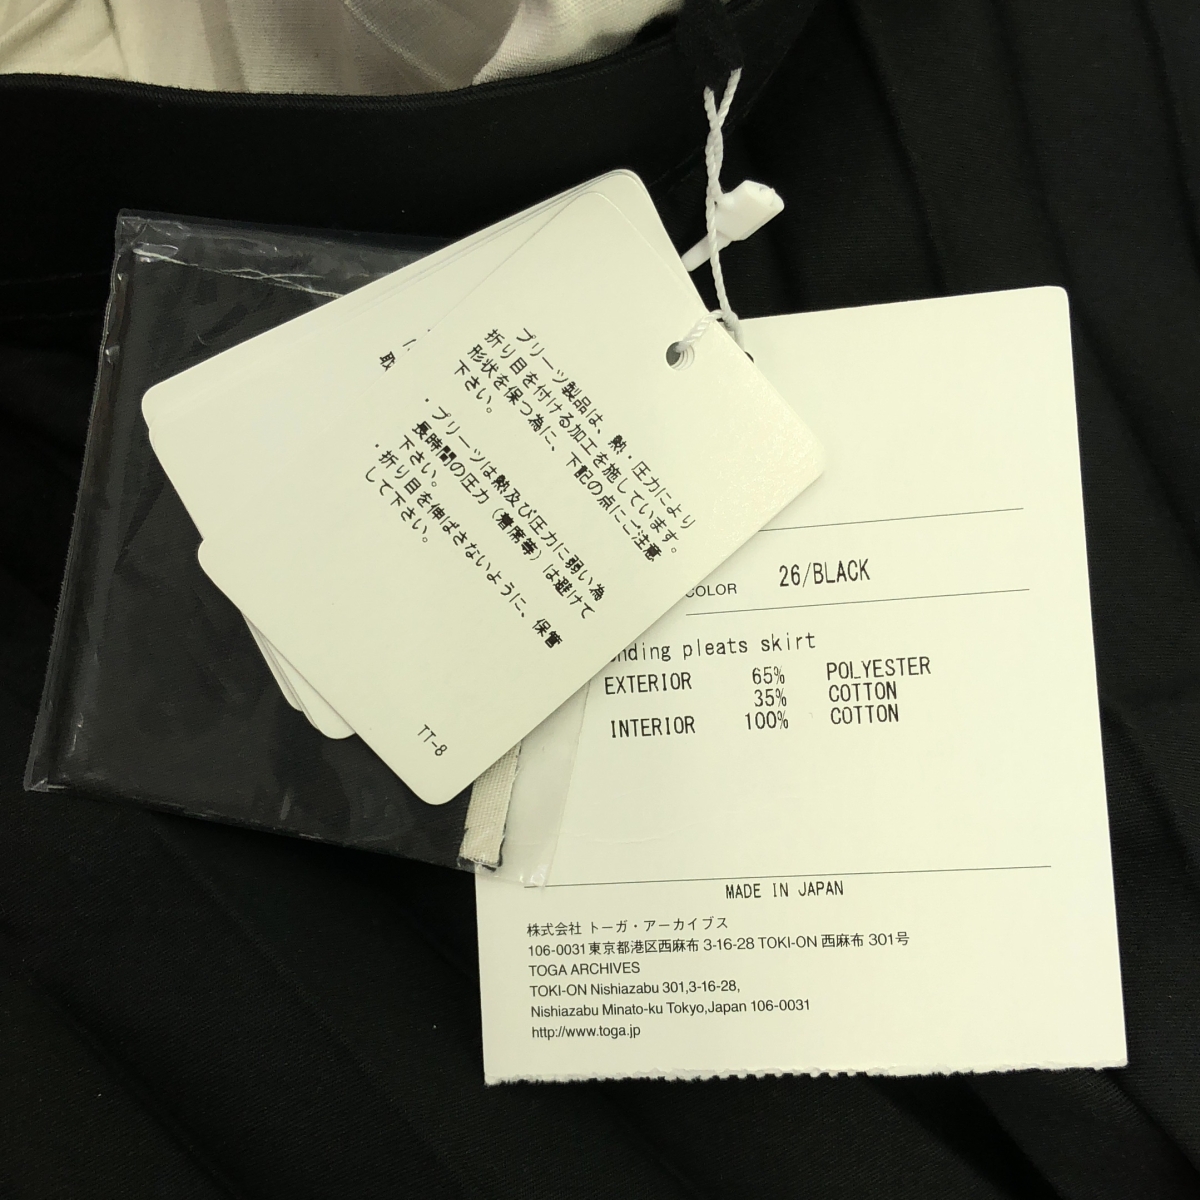 プリーツ製品は、熱・圧力により
折り目を付ける加工を施しています。
形状を保つ為に、下記の点にご注意
下さい。
・プリーツは熱及び圧力に弱い為
長時間の圧力（着席等）は避けて
下さい。
・折り目を伸ばさないように、保管
して下さい。
TT-8
取
COLOR 26/BLACK
pleats skirt
EXTERIOR 65% POLYESTER
35% COTTON
INTERIOR 100% COTTON
MADE IN JAPAN
株式会社 トーガ・アーカイブス
106-0031 東京都港区西麻布 3-16-28 TOKI-ON 西麻布 301号
TOGA ARCHIVES
TOKI-ON Nishiazabu 301,3-16-28,
Nishiazabu Minato-ku Tokyo,Japan 106-0031
http://www.toga.jp